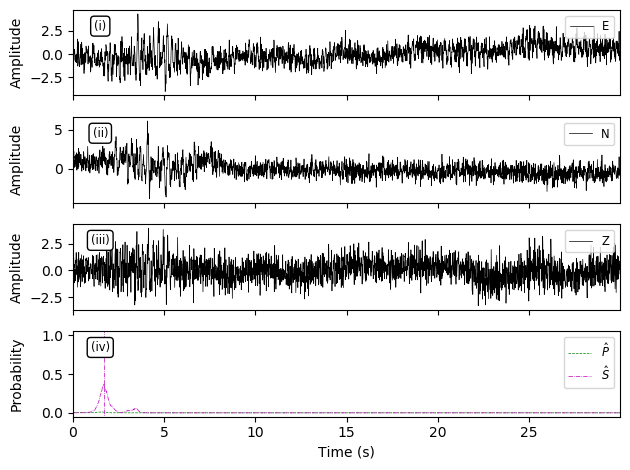 (i)
E
Amplitude
2.5
0.0
−2.5
(ii)
N
Amplitude
5
0
(iii)
Z
Amplitude
2.5
0.0
−2.5
(iv)
P̂
Ŝ
Probability
1.0
0.5
0.0
0 5 10 15 20 25
Time (s)